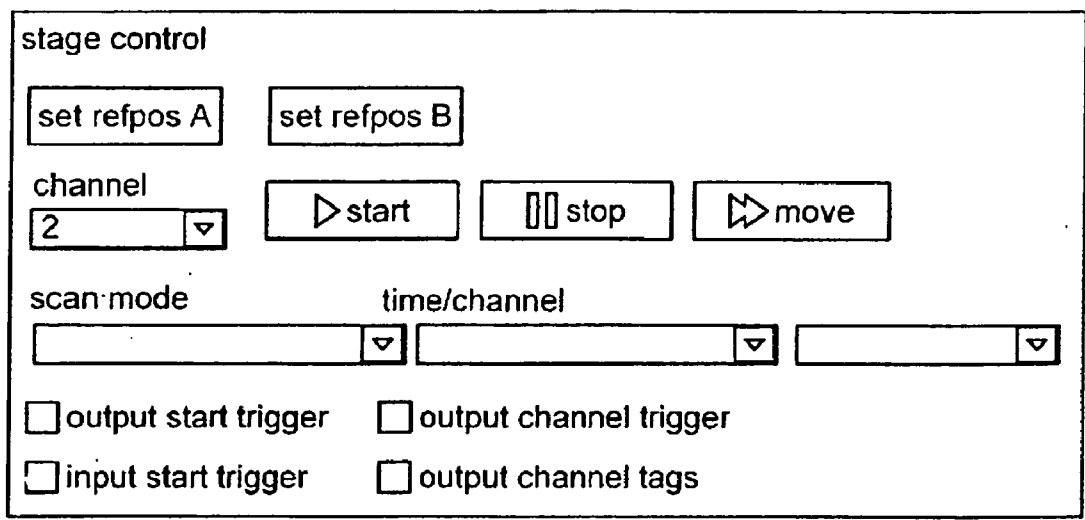 stage control
set refpos A set refpos B
channel
2 start stop move
scan mode time/channel
output start trigger output channel trigger
input start trigger output channel tags